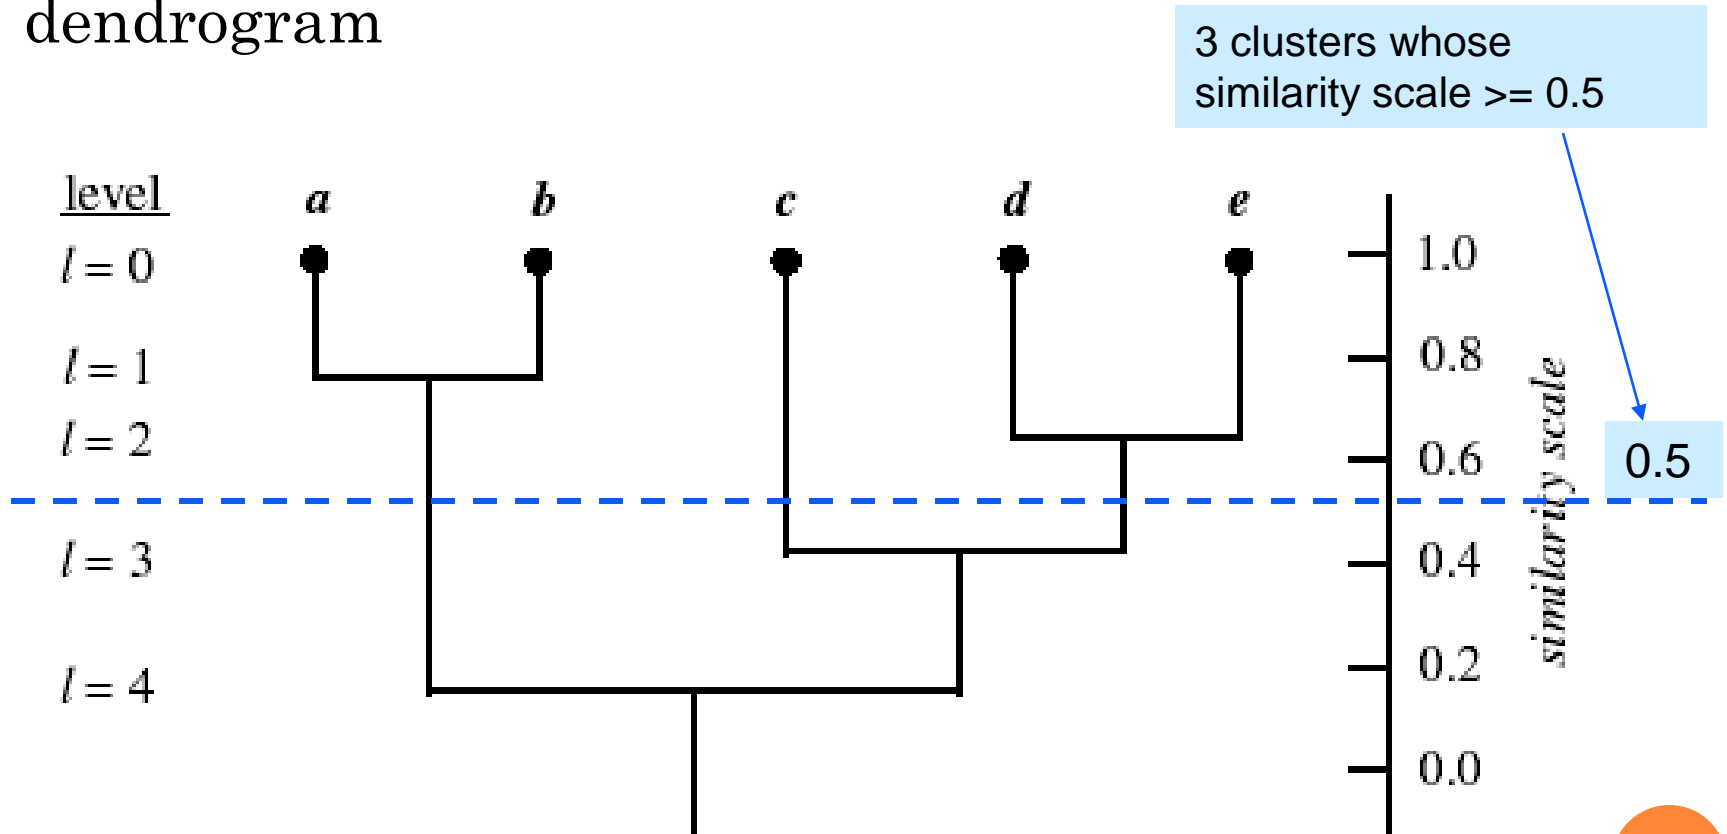 dendrogram
3 clusters whose
similarity scale >= 0.5
level a b c d e
l = 0 1.0
l = 1 0.8
l = 2 0.6
0.5
l = 3 0.4
l = 4 0.2
0.0
similarity scale